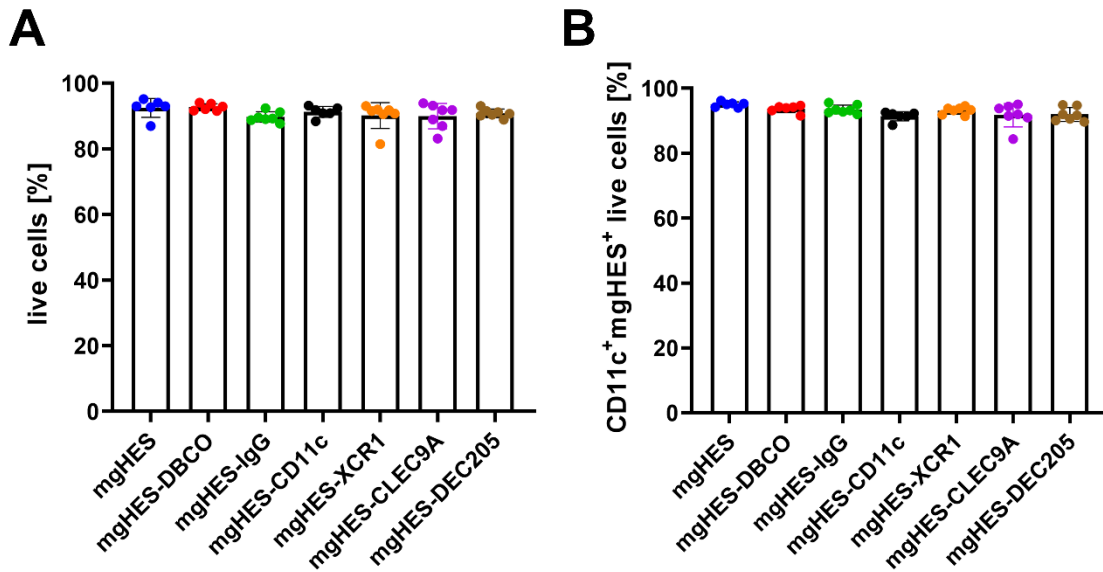 A
live cells [%]
100
80
60
40
20
0
mgHES
mgHES-DBCO
mgHES-IgG
mgHES-CD11c
mgHES-XCR1
mgHES-CLEC9A
mgHES-DEC205
B
CD11c⁺mgHES⁺ live cells [%]
100
80
60
40
20
0
mgHES
mgHES-DBCO
mgHES-IgG
mgHES-CD11c
mgHES-XCR1
mgHES-CLEC9A
mgHES-DEC205